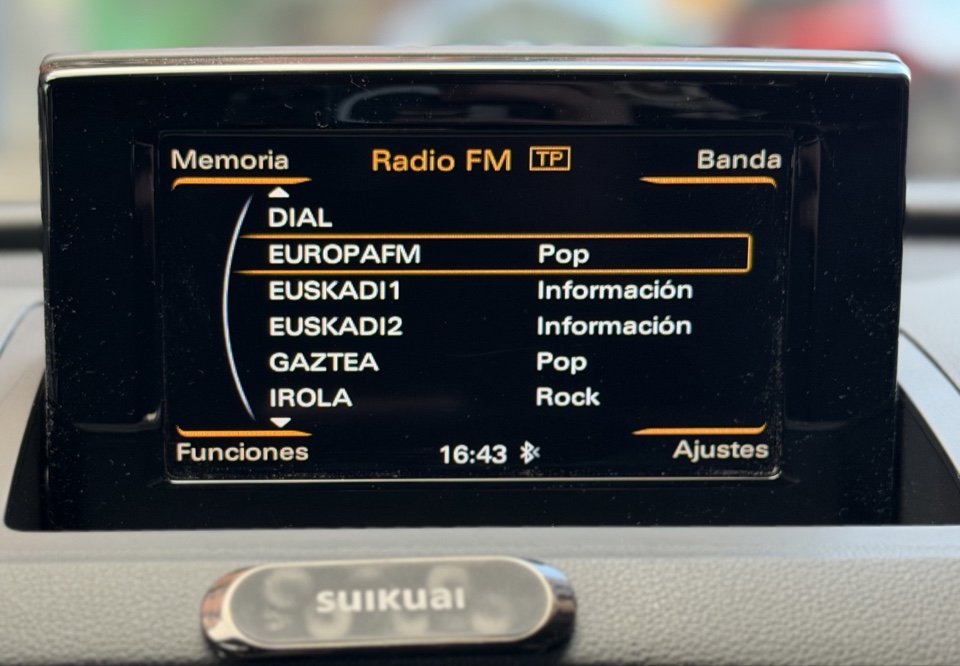 Memoria Radio FM TP Banda
DIAL
EUROPAFM Pop
EUSKADI1 Información
EUSKADI2 Información
GAZTEA Pop
IROLA Rock
Funciones 16:43 Ajustes
suikuai